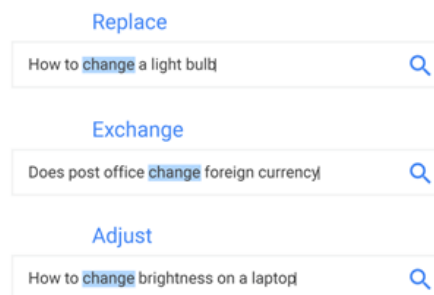 Replace
How to change a light bulb
Exchange
Does post office change foreign currency
Adjust
How to change brightness on a laptop